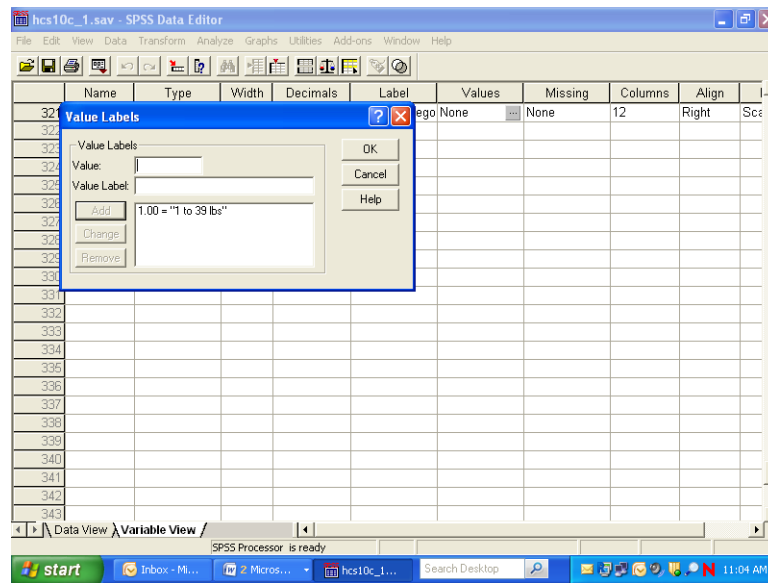 hcs10c_1.sav - SPSS Data Editor
File Edit View Data Transform Analyze Graphs Utilities Add-ons Window Help
Name Type Width Decimals Label Values Missing Columns Align
321 ego None ... None 12 Right Sca
Value Labels
322
323 Value Labels OK
324 Value:
Cancel
325 Value Label:
326 Add 1.00 = "1 to 39 lbs" Help
327
328 Change
329 Remove
330
331
332
333
334
335
336
337
338
339
340
341
342
343
Data View Variable View
SPSS Processor is ready
start Inbox - Mi... 2 Micros... hcs10c_1... Search Desktop N 11:04 AM